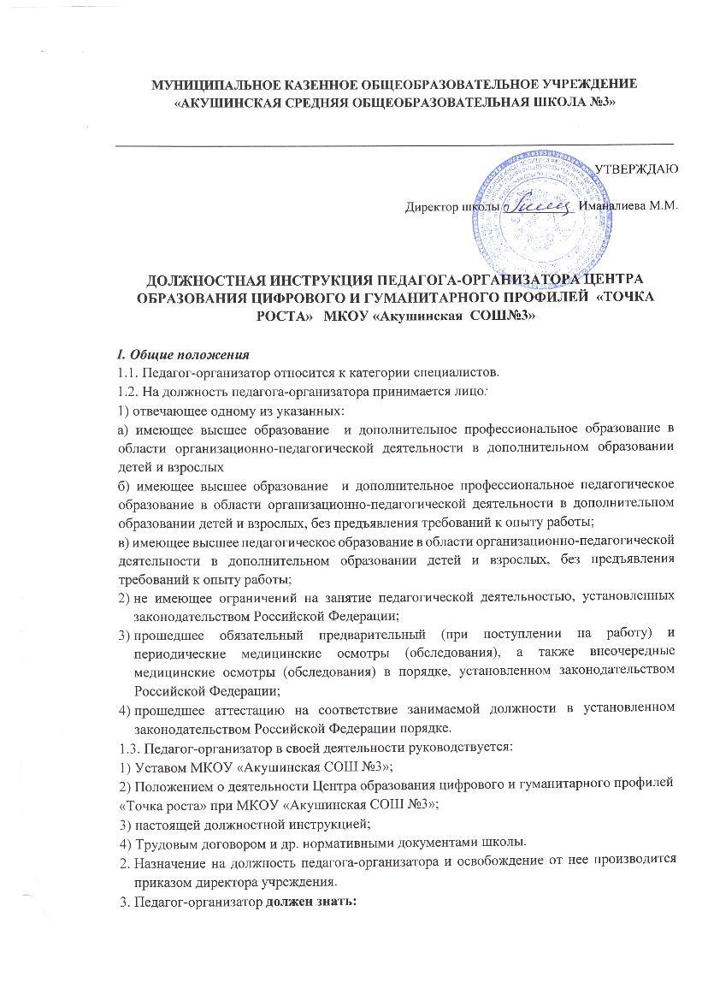 МУНИЦИПАЛЬНОЕ КАЗЕННОЕ ОБЩЕОБРАЗОВАТЕЛЬНОЕ УЧРЕЖДЕНИЕ
«АКУШИНСКАЯ СРЕДНЯЯ ОБЩЕОБРАЗОВАТЕЛЬНАЯ ШКОЛА №3»
УТВЕРЖДАЮ
Директор школы Иманалиева М.М.
ДОЛЖНОСТНАЯ ИНСТРУКЦИЯ ПЕДАГОГА-ОРГАНИЗАТОРА ЦЕНТРА
ОБРАЗОВАНИЯ ЦИФРОВОГО И ГУМАНИТАРНОГО ПРОФИЛЕЙ «ТОЧКА
РОСТА» МКОУ «Акушинская СОШ№3»
I. Общие положения
1.1. Педагог-организатор относится к категории специалистов.
1.2. На должность педагога-организатора принимается лицо:
1) отвечающее одному из указанных:
а) имеющее высшее образование и дополнительное профессиональное образование в
области организационно-педагогической деятельности в дополнительном образовании
детей и взрослых
б) имеющее высшее образование и дополнительное профессиональное педагогическое
образование в области организационно-педагогической деятельности в дополнительном
образовании детей и взрослых, без предъявления требований к опыту работы;
в) имеющее высшее педагогическое образование в области организационно-педагогической
деятельности в дополнительном образовании детей и взрослых, без предъявления
требований к опыту работы;
2) не имеющее ограничений на занятие педагогической деятельностью, установленных
законодательством Российской Федерации;
3) прошедшее обязательный предварительный (при поступлении на работу) и
периодические медицинские осмотры (обследования), а также внеочередные
медицинские осмотры (обследования) в порядке, установленном законодательством
Российской Федерации;
4) прошедшее аттестацию на соответствие занимаемой должности в установленном
законодательством Российской Федерации порядке.
1.3. Педагог-организатор в своей деятельности руководствуется:
1) Уставом МКОУ «Акушинская СОШ №3»;
2) Положением о деятельности Центра образования цифрового и гуманитарного профилей
«Точка роста» при МКОУ «Акушинская СОШ №3»;
3) настоящей должностной инструкцией;
4) Трудовым договором и др. нормативными документами школы.
2. Назначение на должность педагога-организатора и освобождение от нее производится
приказом директора учреждения.
3. Педагог-организатор должен знать: